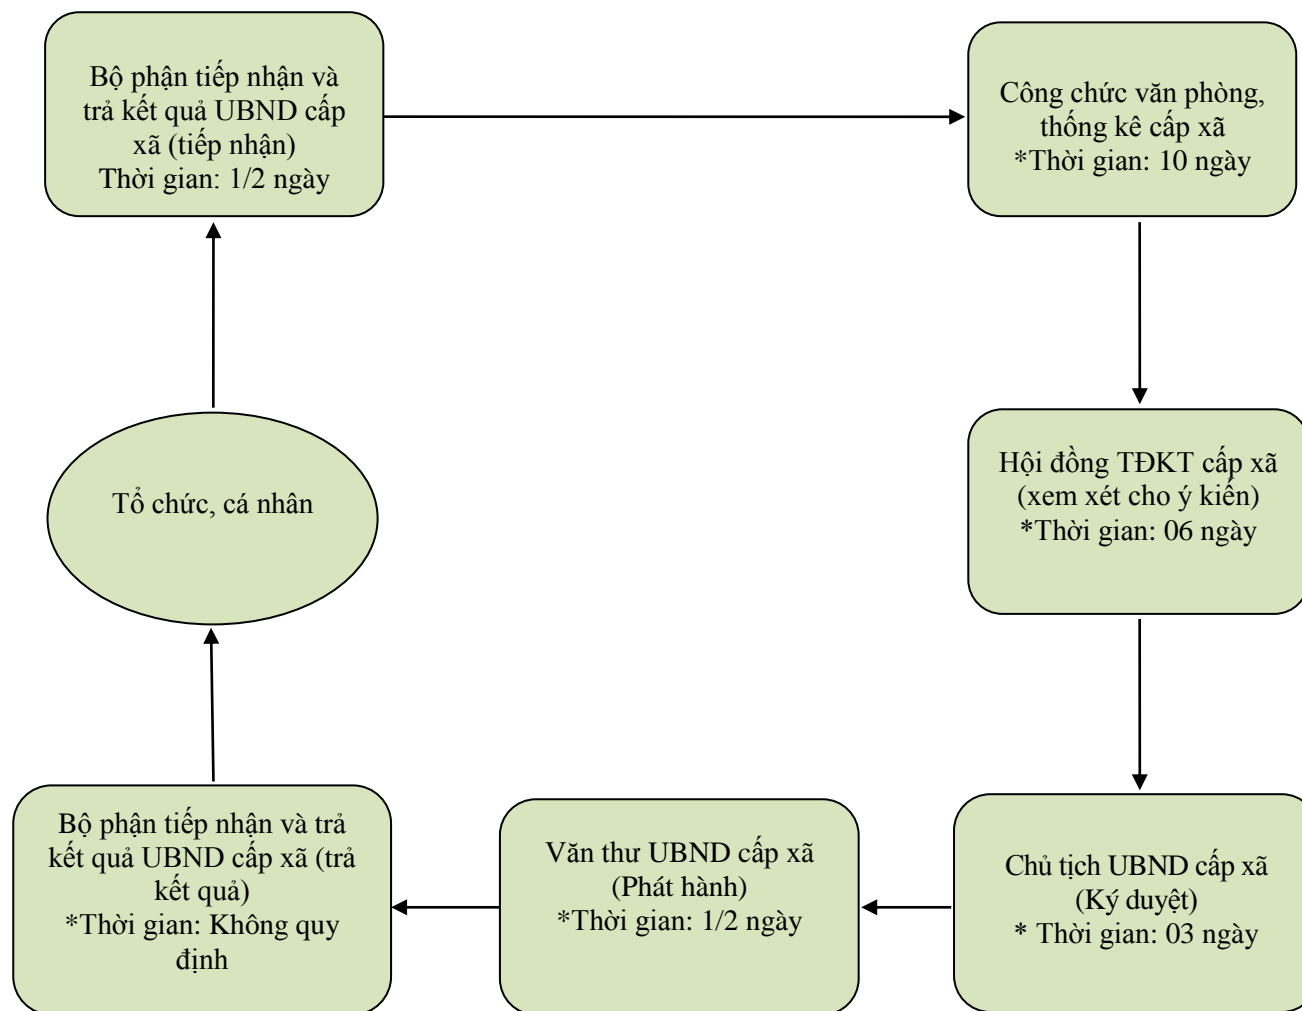 Bộ phận tiếp nhận và
trả kết quả UBND cấp
xã (tiếp nhận)
Thời gian: 1/2 ngày
Công chức văn phòng,
thống kê cấp xã
*Thời gian: 10 ngày
Hội đồng TĐKT cấp xã
(xem xét cho ý kiến)
*Thời gian: 06 ngày
Tổ chức, cá nhân
Bộ phận tiếp nhận và trả
kết quả UBND cấp xã (trả
kết quả)
*Thời gian: Không quy
định
Văn thư UBND cấp xã
(Phát hành)
*Thời gian: 1/2 ngày
Chủ tịch UBND cấp xã
(Ký duyệt)
* Thời gian: 03 ngày